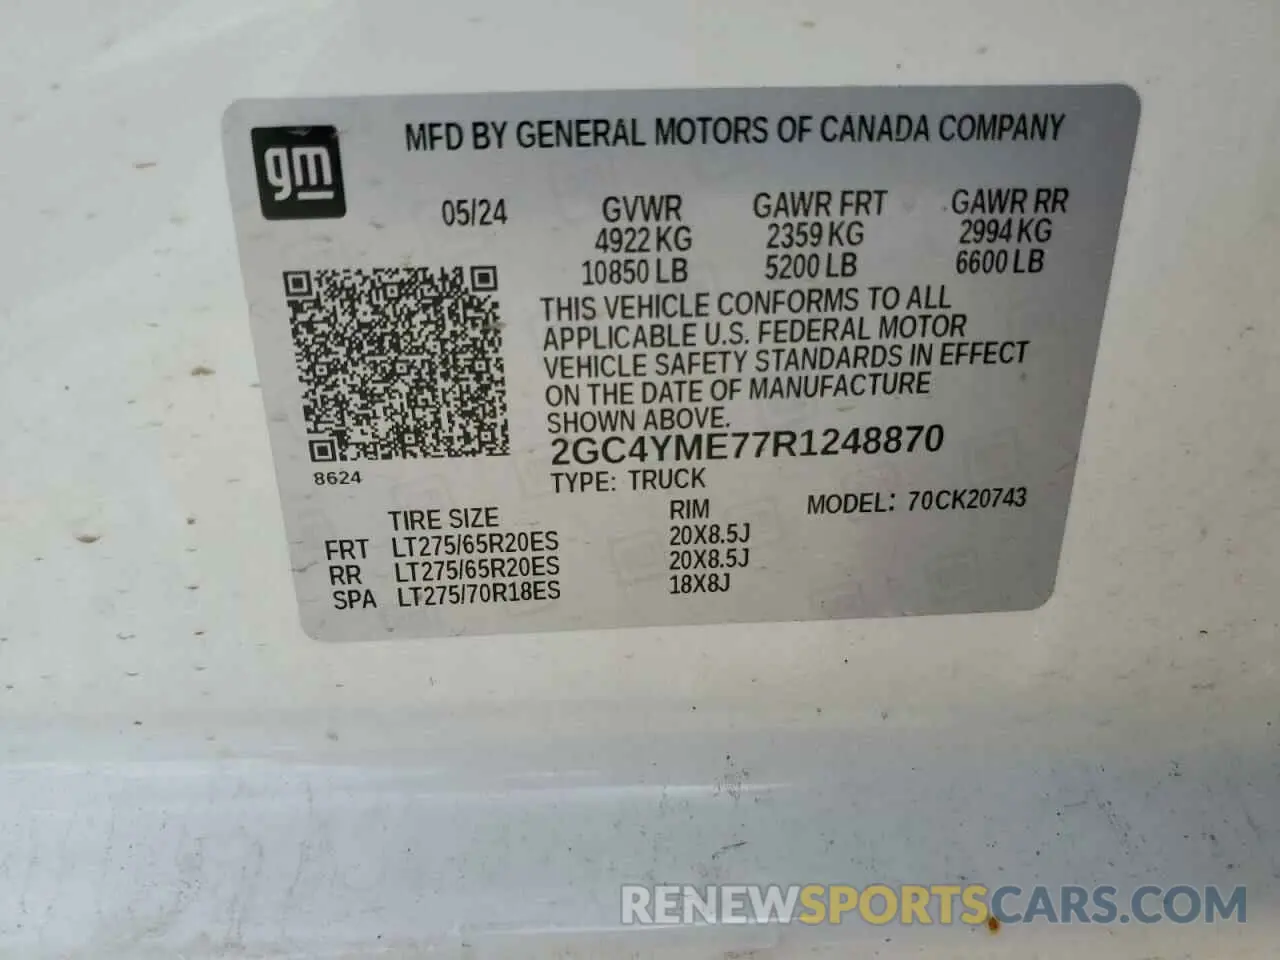 MFD BY GENERAL MOTORS OF CANADA COMPANY
gm
05/24
GVWR GAWR FRT GAWR RR
4922 KG 2359 KG 2994 KG
10850 LB 5200 LB 6600 LB
THIS VEHICLE CONFORMS TO ALL
APPLICABLE U.S. FEDERAL MOTOR
VEHICLE SAFETY STANDARDS IN EFFECT
ON THE DATE OF MANUFACTURE
SHOWN ABOVE.
2GC4YME77R1248870
8624
TYPE: TRUCK
TIRE SIZE RIM MODEL: 70CK20743
FRT LT275/65R20ES 20X8.5J
RR LT275/65R20ES 20X8.5J
SPA LT275/70R18ES 18X8J
RENEWSPORTSCARS.COM